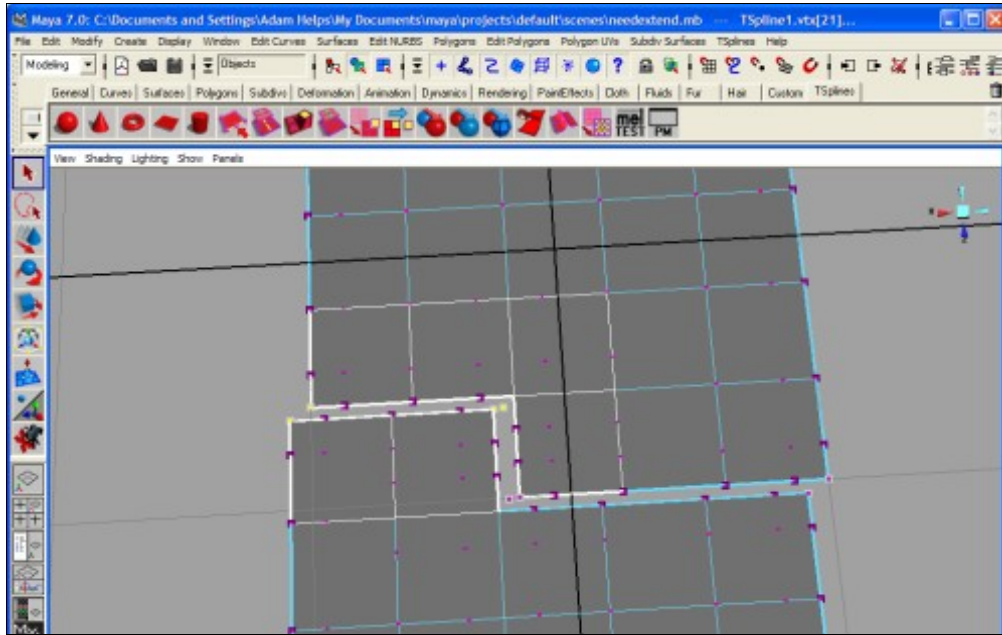 Maya 7.0: C:\Documents and Settings\Adam Helps\My Documents\maya\projects\default\scenes\needextend.mb --- TSpline1.vtx[21]...
File Edit Modify Create Display Window Edit Curves Surfaces Edit NURBS Polygons Edit Polygons Polygon UVs Subdiv Surfaces TSplines Help
Modeling Objects
General Curves Surfaces Polygons Subdivs Deformation Animation Dynamics Rendering PaintEffects Cloth Fluids Fur Hair Custom TSplines
mel
TEST PM
View Shading Lighting Show Panels